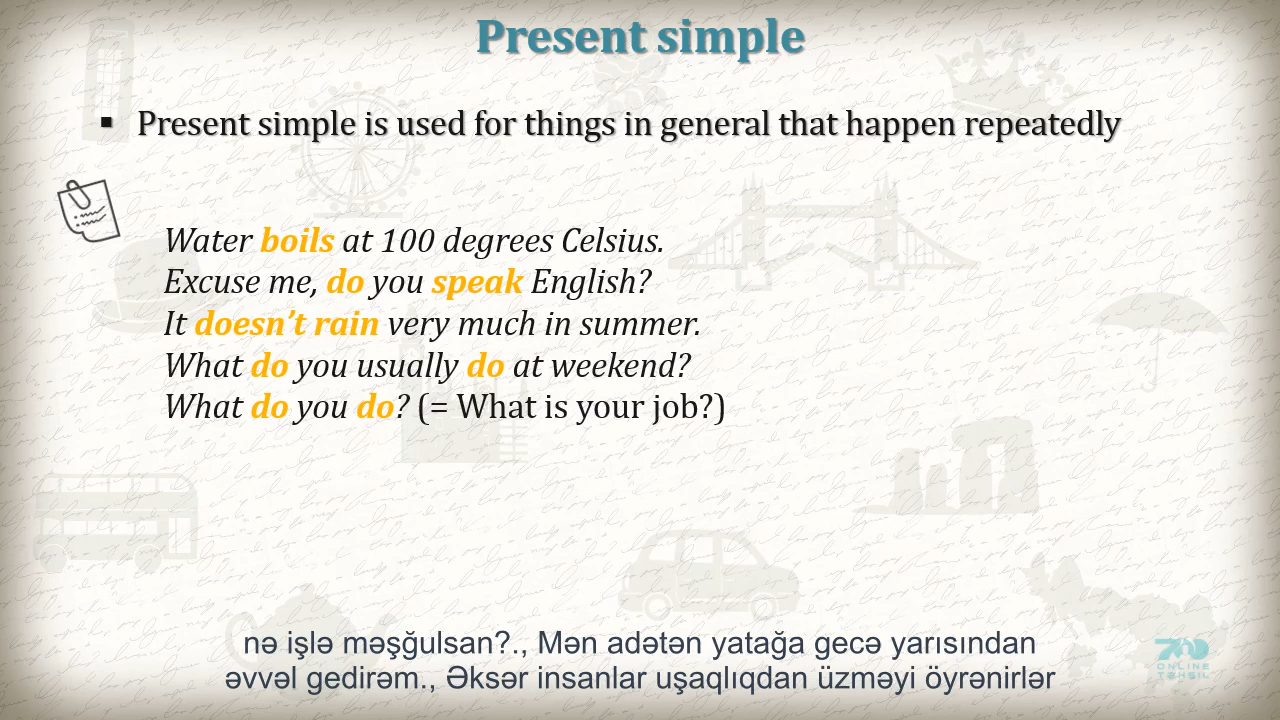 Present simple
▪ Present simple is used for things in general that happen repeatedly
Water boils at 100 degrees Celsius.
Excuse me, do you speak English?
It doesn’t rain very much in summer.
What do you usually do at weekend?
What do you do? (= What is your job?)
nə işlə məşğulsan?., Mən adətən yatağa gecə yarısından
əvvəl gedirəm., Əksər insanlar uşaqlıqdan üzməyi öyrənirlər
700
ONLINE
TƏHSİL